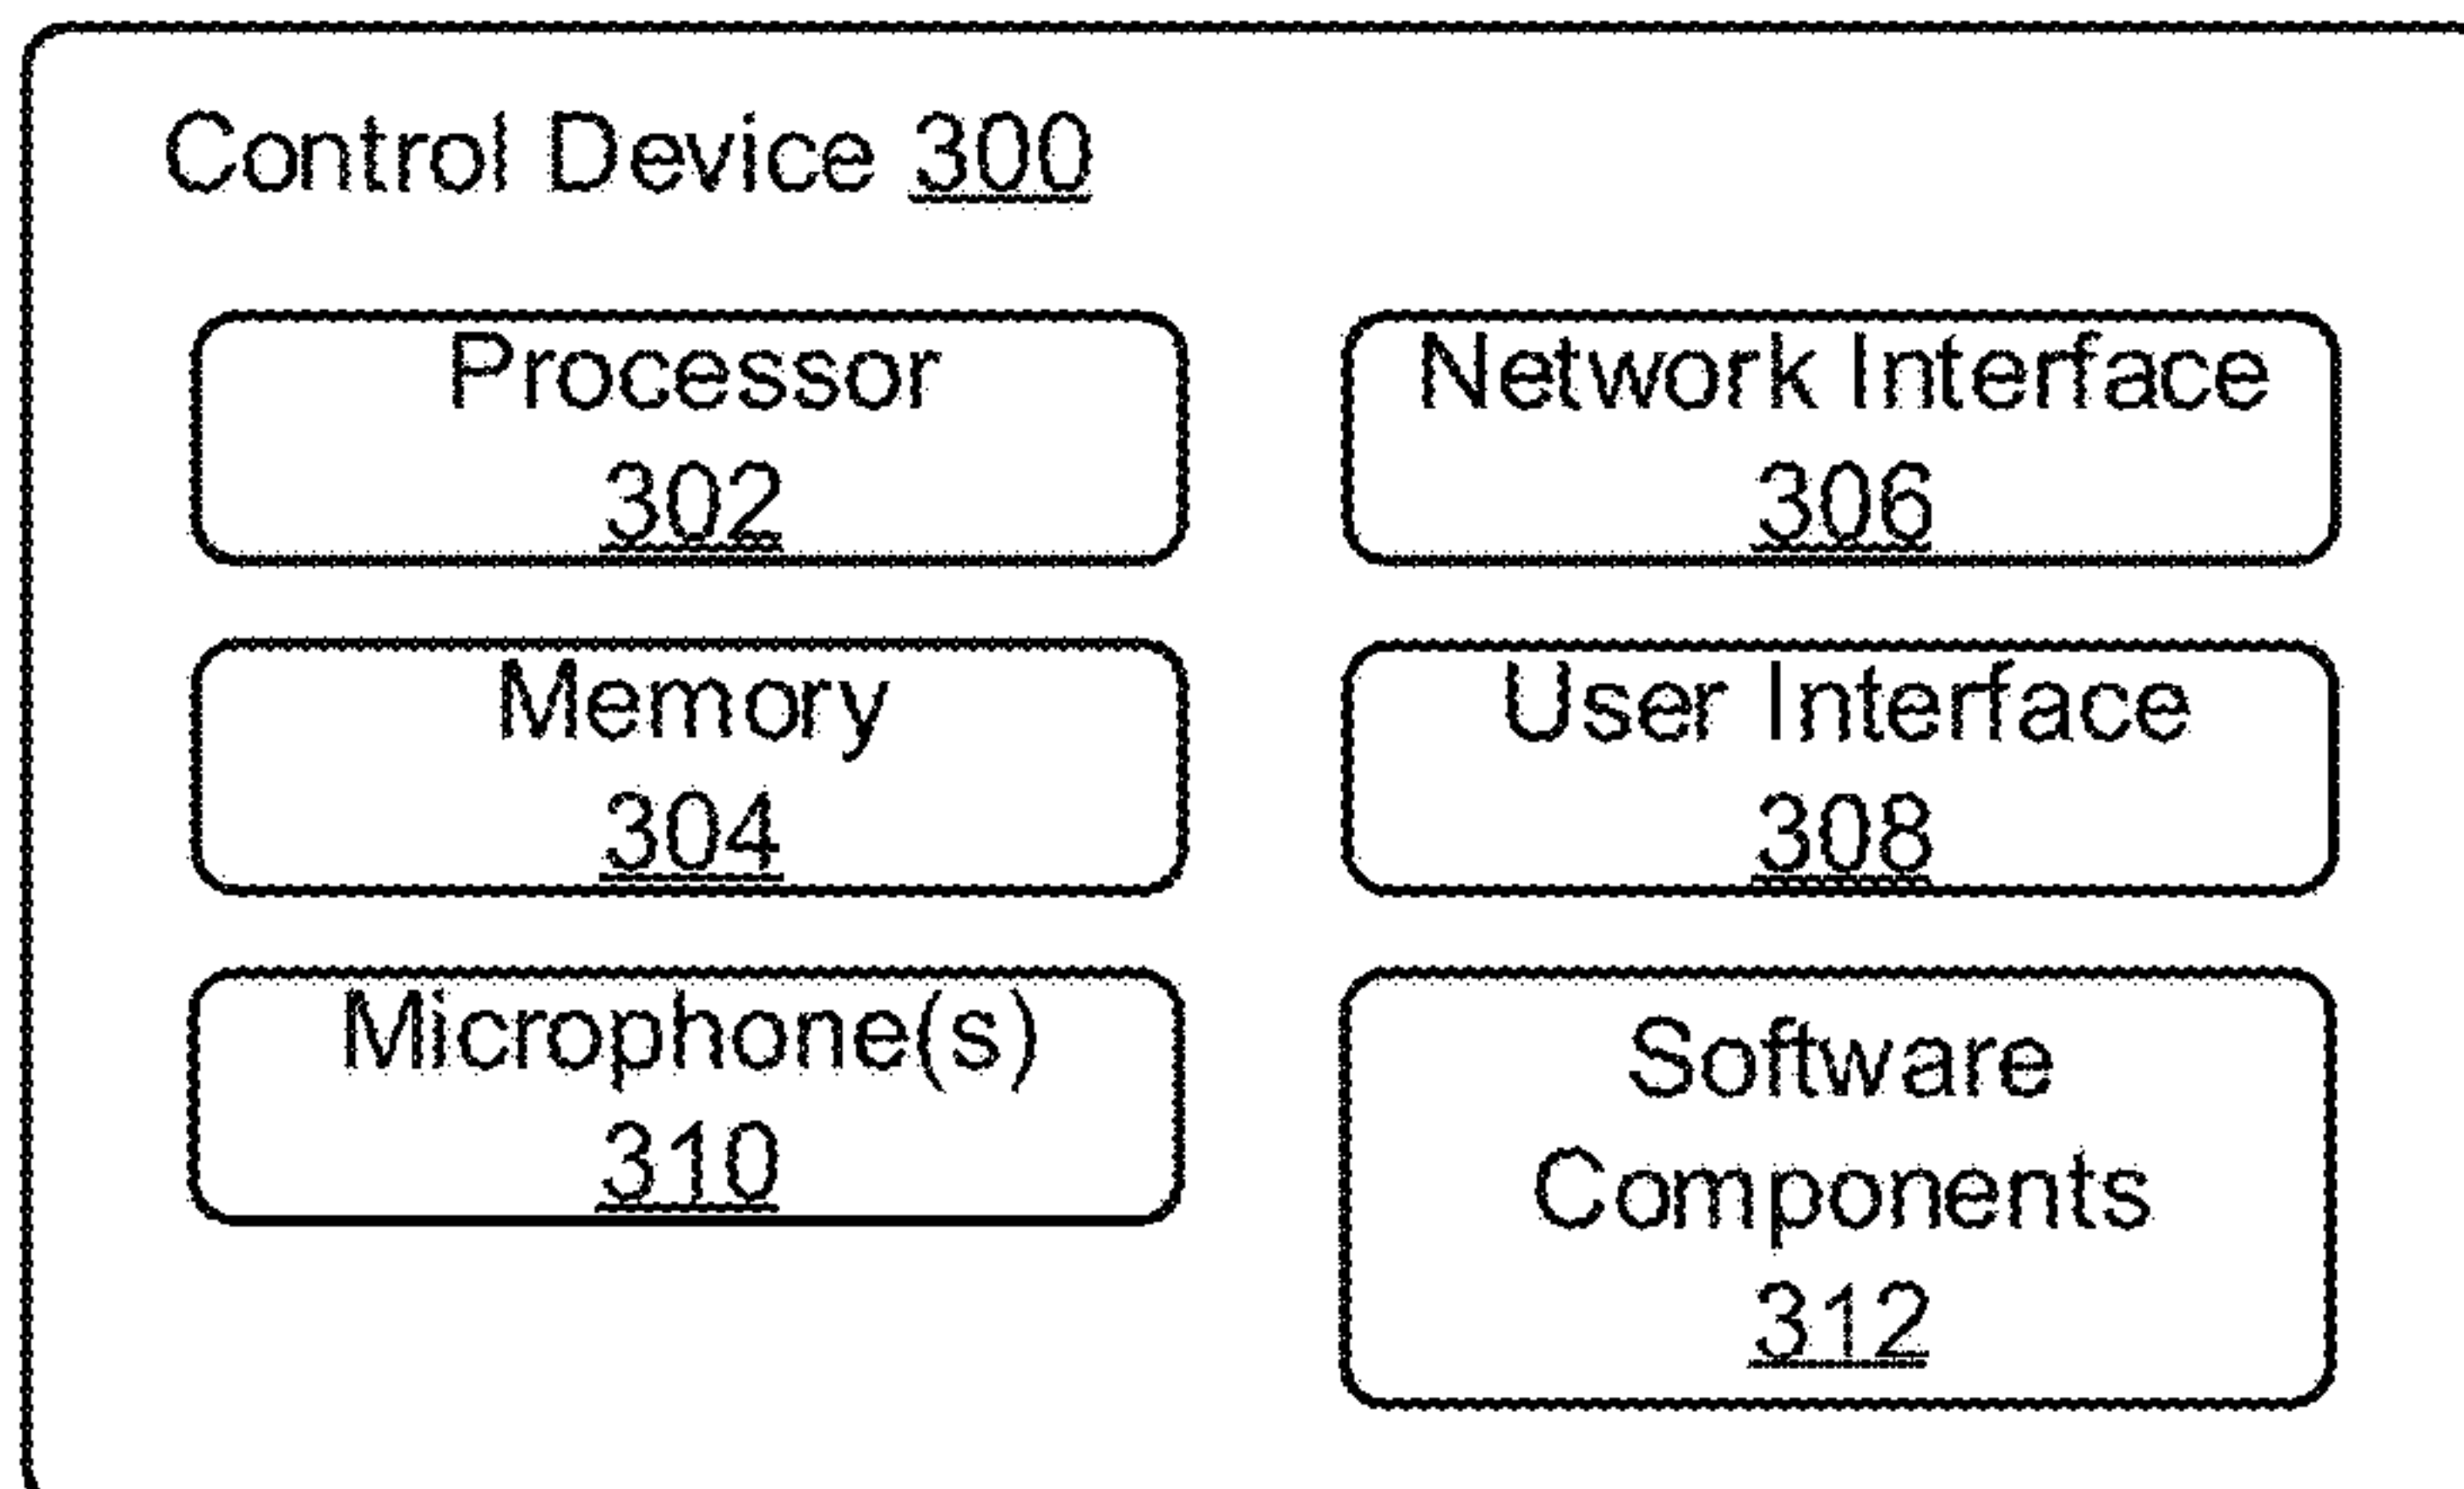 Control Device 300
Processor
302
Network Interface
306
Memory
304
User Interface
308
Microphone(s)
310
Software
Components
312